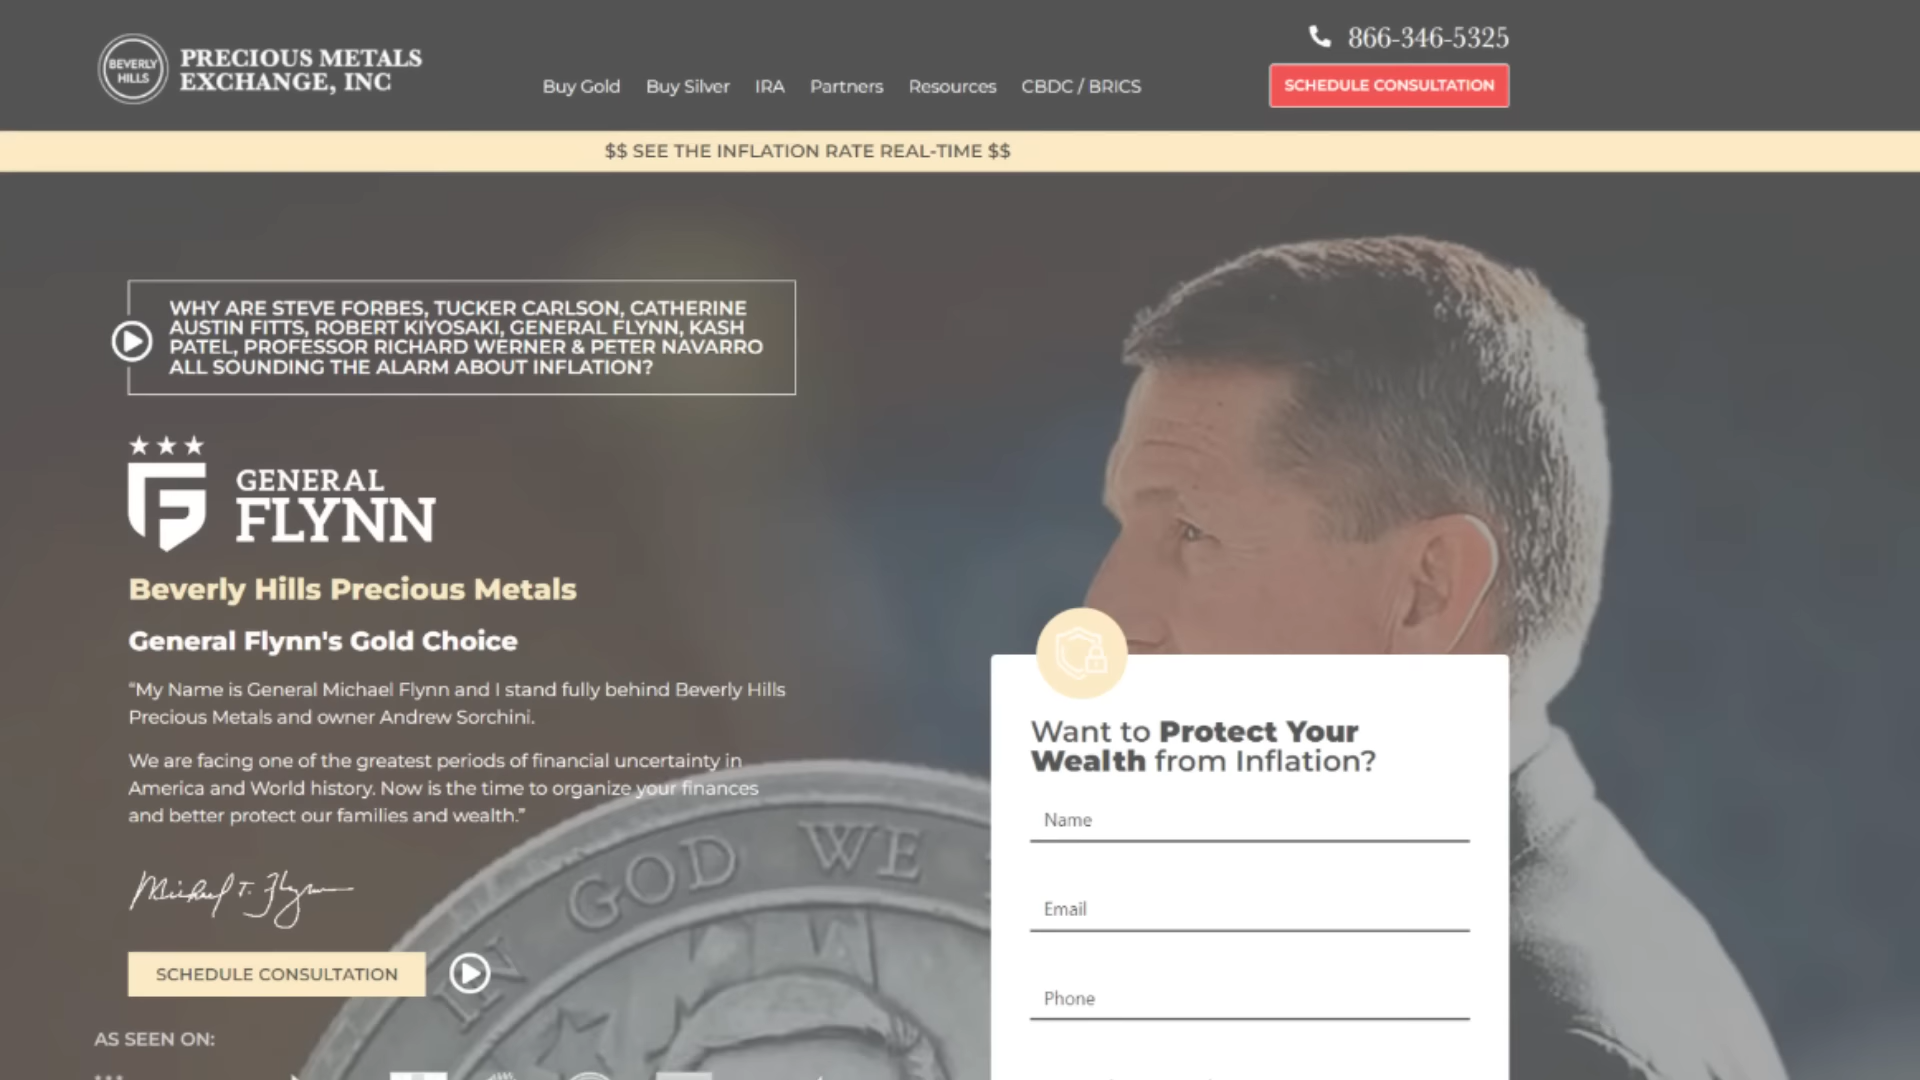 BEVERLY
HILLS
PRECIOUS METALS
EXCHANGE, INC
Buy Gold
Buy Silver
IRA
Partners
Resources
CBDC / BRICS
866-346-5325
SCHEDULE CONSULTATION
$$ SEE THE INFLATION RATE REAL-TIME $$
WHY ARE STEVE FORBES, TUCKER CARLSON, CATHERINE
AUSTIN FITTS, ROBERT KIYOSAKI, GENERAL FLYNN, KASH
PATEL, PROFESSOR RICHARD WERNER & PETER NAVARRO
ALL SOUNDING THE ALARM ABOUT INFLATION?
GENERAL
FLYNN
Beverly Hills Precious Metals
General Flynn's Gold Choice
“My Name is General Michael Flynn and I stand fully behind Beverly Hills
Precious Metals and owner Andrew Sorchini.
We are facing one of the greatest periods of financial uncertainty in
America and World history. Now is the time to organize your finances
and better protect our families and wealth.”
Michael T. Flynn
SCHEDULE CONSULTATION
AS SEEN ON:
IN GOD WE
Want to Protect Your
Wealth from Inflation?
Name
Email
Phone